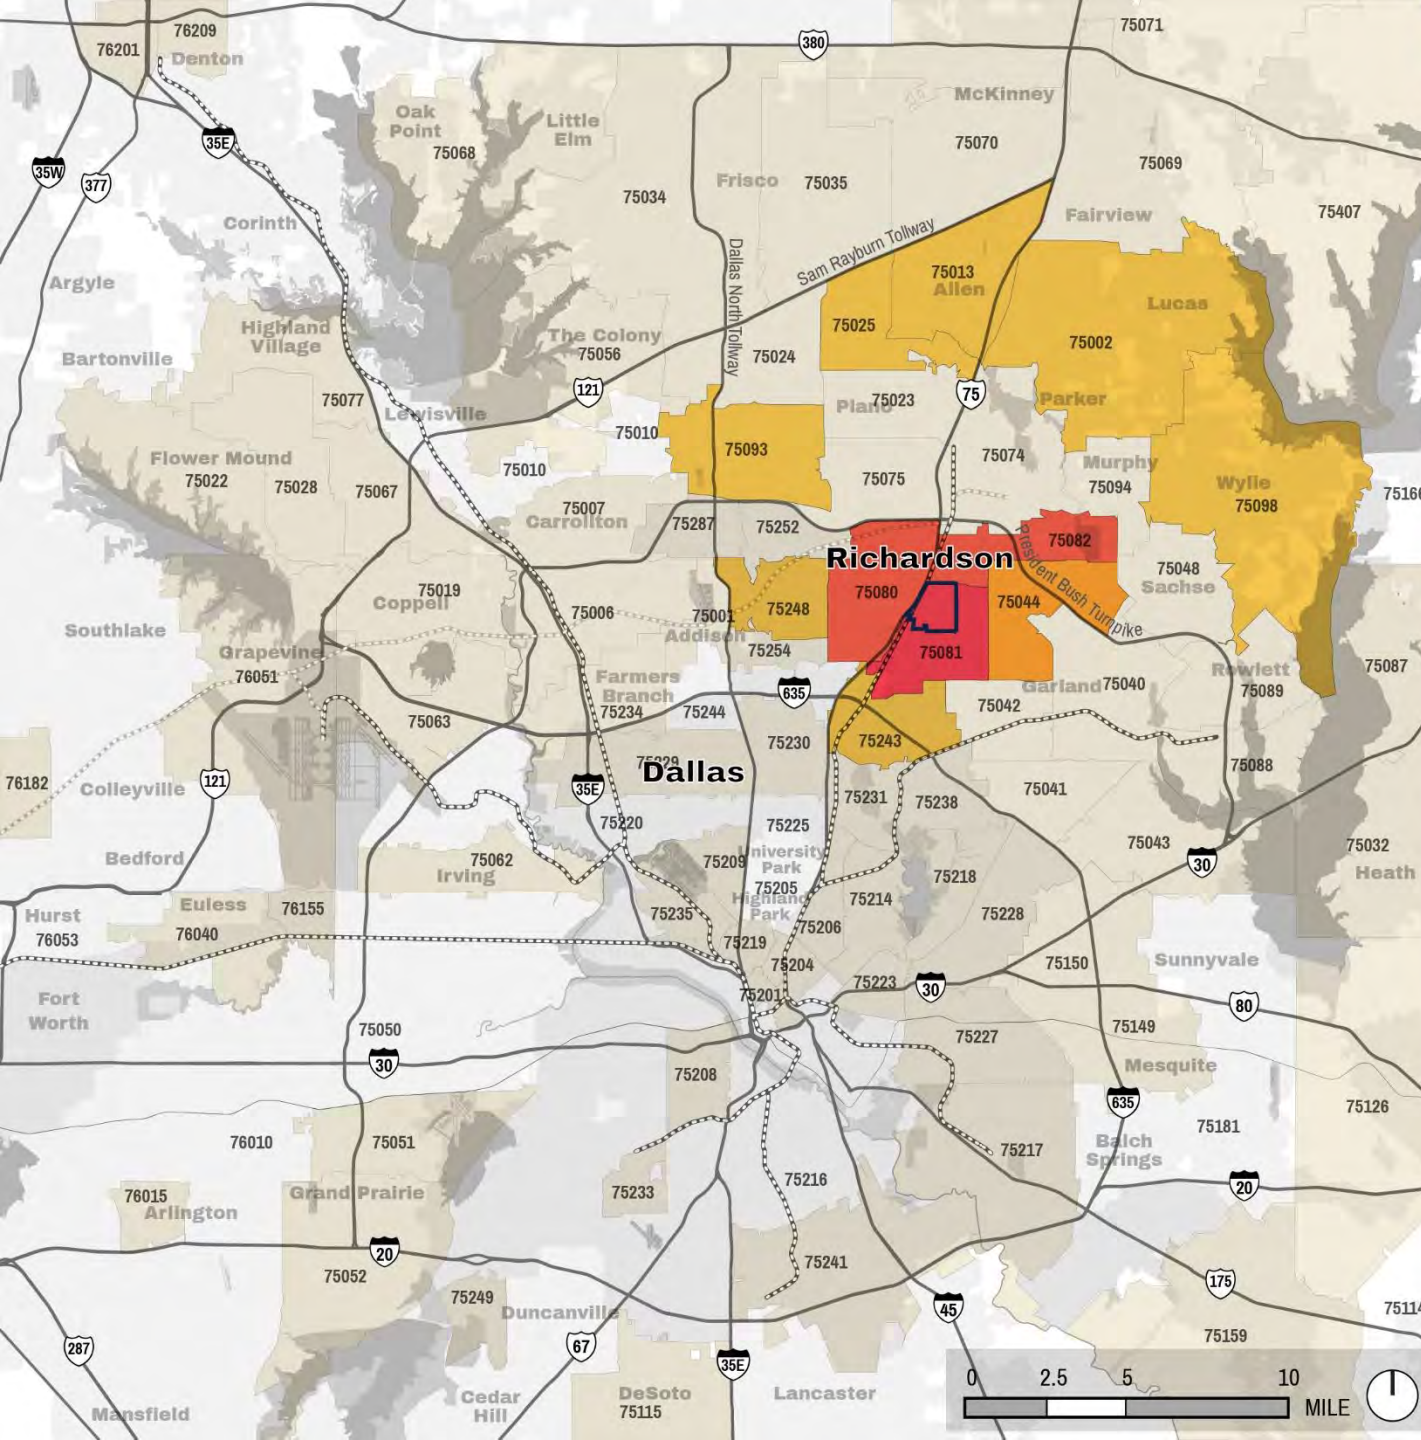 76209
75071
76201
380
Denton
McKinney
Oak
Point
Little
Elm
35E
75070
75068
75069
35W
377
Frisco
75035
75034
75407
Fairview
Corinth
Sam Rayburn Tollway
Dallas North Tollway
75013
Allen
Argyle
Lucas
Highland
Village
75025
The Colony
75056
75002
Bartonville
75024
121
75
75077
Plano
75023
Parker
Lewisville
75010
75093
75074
Flower Mound
75022
75028
75067
75010
75075
Murphy
75094
Wylie
75098
75007
Carrollton
75287
75252
Richardson
75082
President Bush Turnpike
75048
Sachse
75019
Coppell
75006
75001
Addison
75248
75080
75044
Southlake
Grapevine
76051
75254
75081
Rowlett
75089
75087
Farmers
Branch
75234
635
75244
Garland
75040
75042
75063
75230
75243
Dallas
76182
Colleyville
121
35E
75231
75238
75041
75088
75220
75225
75043
75032
Heath
Bedford
75062
Irving
75209
University
Park
30
75205
Highland
Park
75218
75214
75235
75206
75228
Hurst
76053
Euless
76040
76155
75219
75204
75150
Sunnyvale
75201
75223
30
80
Fort
Worth
75050
30
75227
75149
Mesquite
75208
635
75126
76010
75051
75181
75217
Balch
Springs
75216
20
76015
Arlington
Grand Prairie
75233
20
75052
75241
175
75249
Duncanville
45
75159
287
67
35E
0 2.5 5 10
MILE
Cedar
Hill
DeSoto
75115
Lancaster
Mansfield